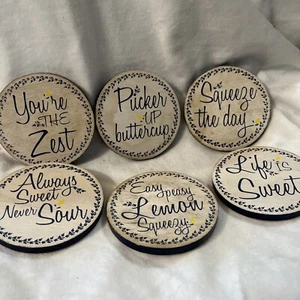 You're
THE
Zest
Pucker
UP
buttercup
Squeeze
the day
Always
Sweet
Never Sour
Easy peasy
Lemon
Squeezy
Life is
Sweet